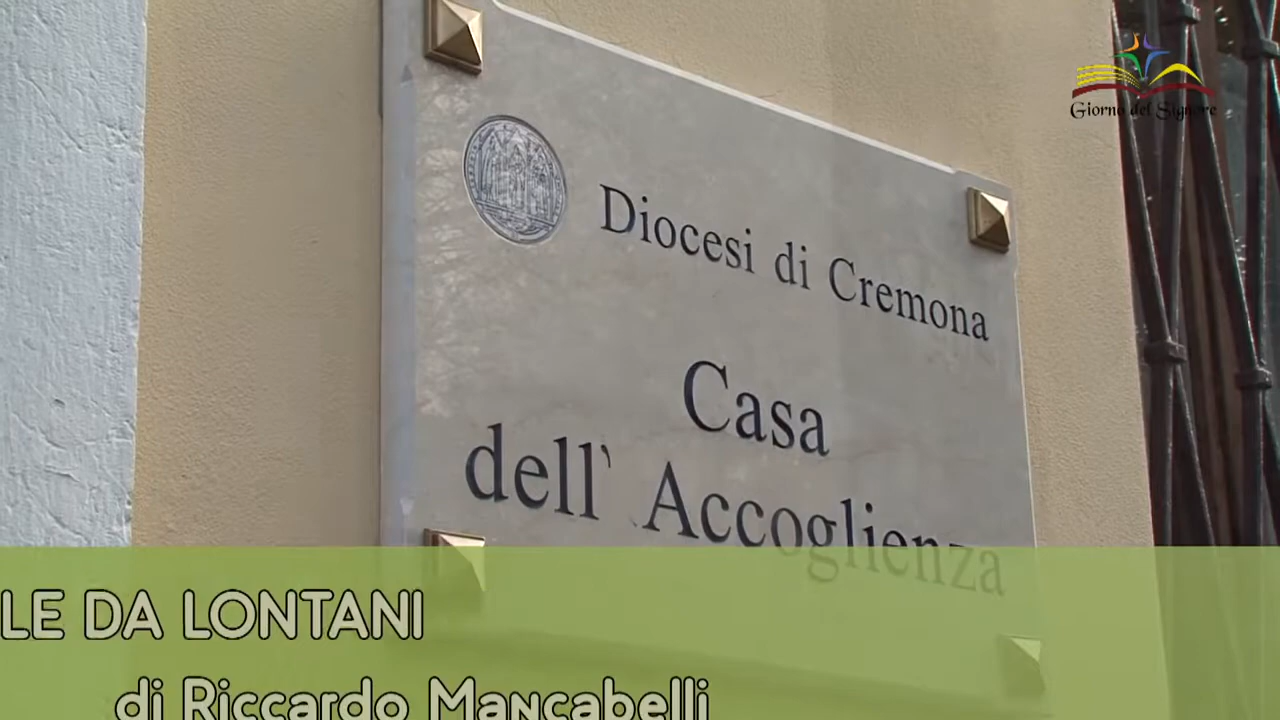 Giorno del Signore
Diocesi di Cremona
Casa
dell' Accoglienza
LE DA LONTANI
di Riccardo Mancabelli